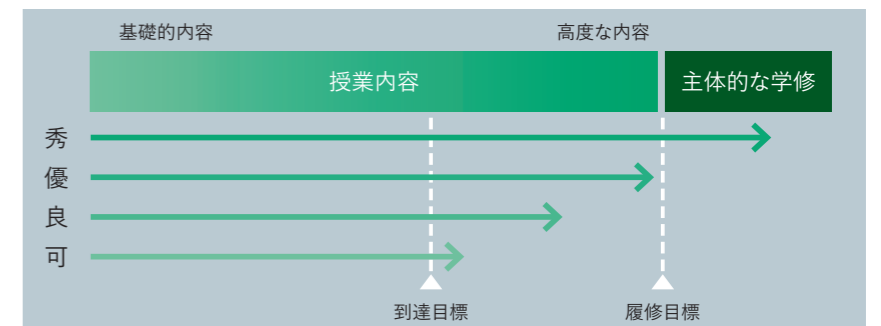 基礎的内容
高度な内容
授業内容
主体的な学修
秀
優
良
可
到達目標
履修目標